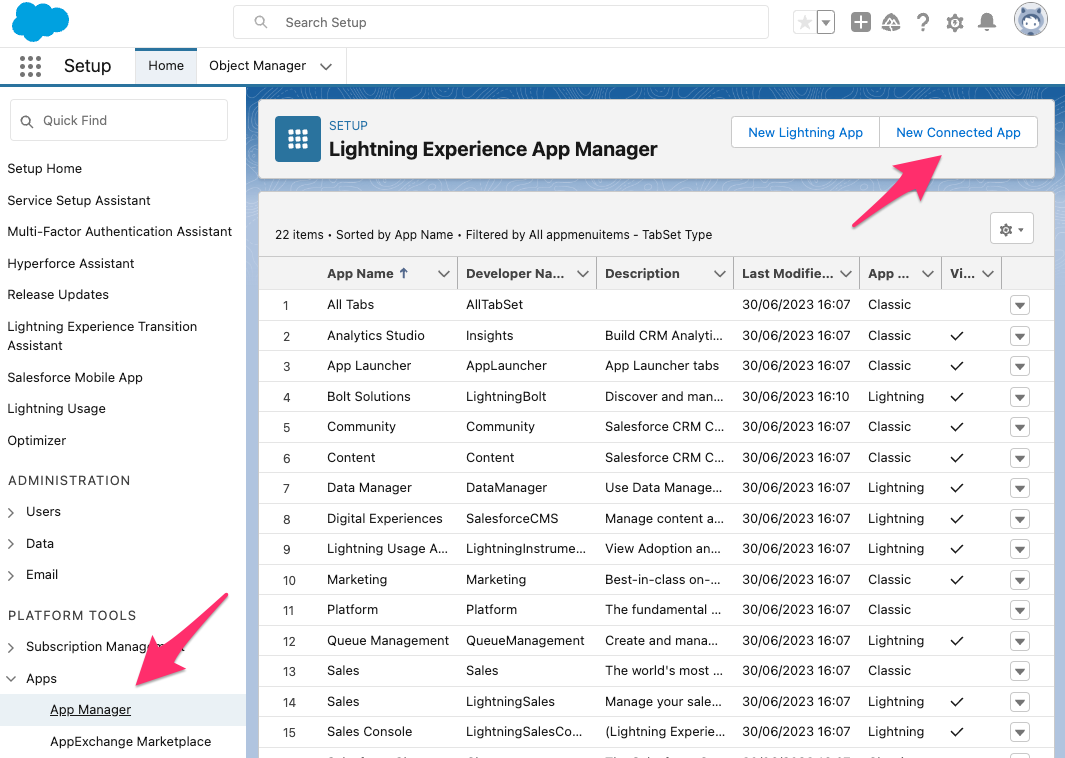 Search Setup
Setup
Home
Object Manager
Quick Find
Setup Home
Service Setup Assistant
Multi-Factor Authentication Assistant
Hyperforce Assistant
Release Updates
Lightning Experience Transition
Assistant
Salesforce Mobile App
Lightning Usage
Optimizer
ADMINISTRATION
Users
Data
Email
PLATFORM TOOLS
Subscription Management
Apps
App Manager
AppExchange Marketplace
SETUP
Lightning Experience App Manager
New Lightning App
New Connected App
22 items • Sorted by App Name • Filtered by All appmenuitems - TabSet Type
App Name ↑ Developer Na... Description Last Modifie... App ... Vi...
1 All Tabs AllTabSet 30/06/2023 16:07 Classic
2 Analytics Studio Insights Build CRM Analyti... 30/06/2023 16:07 Classic ✓
3 App Launcher AppLauncher App Launcher tabs 30/06/2023 16:07 Classic ✓
4 Bolt Solutions LightningBolt Discover and man... 30/06/2023 16:10 Lightning ✓
5 Community Community Salesforce CRM C... 30/06/2023 16:07 Classic ✓
6 Content Content Salesforce CRM C... 30/06/2023 16:07 Classic ✓
7 Data Manager DataManager Use Data Manage... 30/06/2023 16:07 Lightning ✓
8 Digital Experiences SalesforceCMS Manage content a... 30/06/2023 16:07 Lightning ✓
9 Lightning Usage A... LightningInstrume... View Adoption an... 30/06/2023 16:07 Lightning ✓
10 Marketing Marketing Best-in-class on-... 30/06/2023 16:07 Classic ✓
11 Platform Platform The fundamental ... 30/06/2023 16:07 Classic
12 Queue Management QueueManagement Create and mana... 30/06/2023 16:07 Lightning ✓
13 Sales Sales The world's most ... 30/06/2023 16:07 Classic
14 Sales LightningSales Manage your sale... 30/06/2023 16:07 Lightning ✓
15 Sales Console LightningSalesCo... (Lightning Experie... 30/06/2023 16:07 Lightning ✓